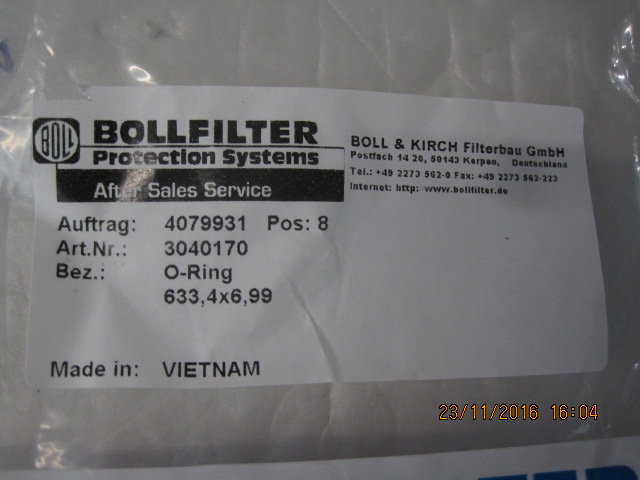 BOLL
BOLLFILTER
Protection Systems
After Sales Service
BOLL & KIRCH Filterbau GmbH
Postfach 14 20, 50143 Kerpen, Deutschland
Tel.: +49 2273 562-0 Fax: +49 2273 562-223
Internet: http://www.bollfilter.de
Auftrag: 4079931 Pos: 8
Art.Nr.: 3040170
Bez.: O-Ring
633,4x6,99
Made in: VIETNAM
23/11/2016 16:04